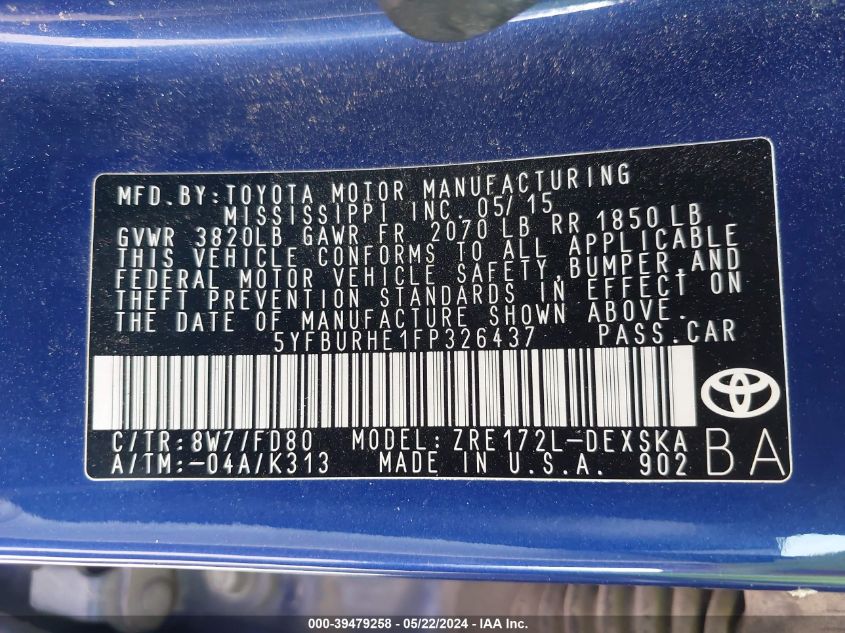 MFD.BY:TOYOTA MOTOR MANUFACTURING
MISSISSIPPI INC. 05/15
GVWR 3820LB GAWR FR 2070 LB RR 1850 LB
THIS VEHICLE CONFORMS TO ALL APPLICABLE
FEDERAL MOTOR VEHICLE SAFETY, BUMPER, AND
THEFT PREVENTION STANDARDS IN EFFECT ON
THE DATE OF MANUFACTURE SHOWN ABOVE.
5YFBURHE1FP326437 PASS.CAR
C/TR:8W7/FD80 MODEL: ZRE172L-DEXSKA
A/TM:-04A/K313 MADE IN U.S.A. 902 BA
000-39479258 - 05/22/2024 - IAA Inc.